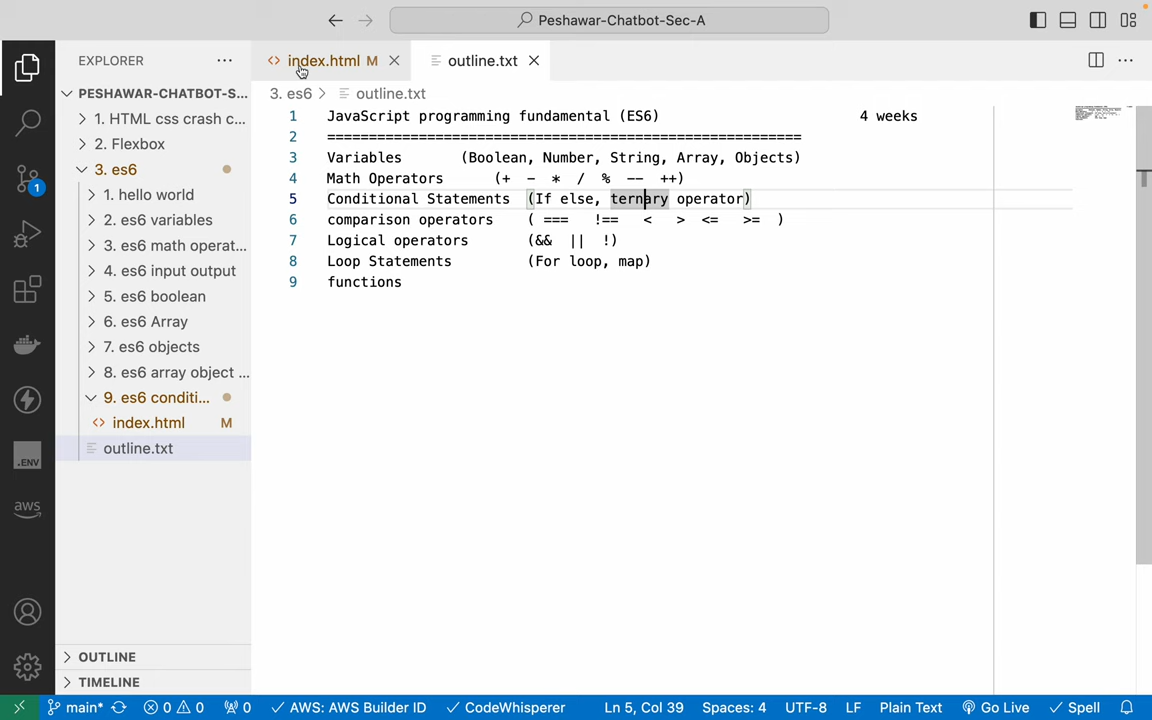 Peshawar-Chatbot-Sec-A
EXPLORER
index.html M
outline.txt
PESHAWAR-CHATBOT-S...
3. es6 > outline.txt
1. HTML css crash c...
2. Flexbox
3. es6
1. hello world
2. es6 variables
3. es6 math operat...
4. es6 input output
5. es6 boolean
6. es6 Array
7. es6 objects
8. es6 array object ...
9. es6 conditi...
index.html M
outline.txt
1 JavaScript programming fundamental (ES6) 4 weeks
2 =========================================================
3 Variables (Boolean, Number, String, Array, Objects)
4 Math Operators (+ - * / % -- ++)
5 Conditional Statements (If else, ternary operator)
6 comparison operators ( === !== < > <= >= )
7 Logical operators (&& || !)
8 Loop Statements (For loop, map)
9 functions
1
.ENV
aws
OUTLINE
TIMELINE
main* 0 0 0 AWS: AWS Builder ID CodeWhisperer Ln 5, Col 39 Spaces: 4 UTF-8 LF Plain Text Go Live Spell